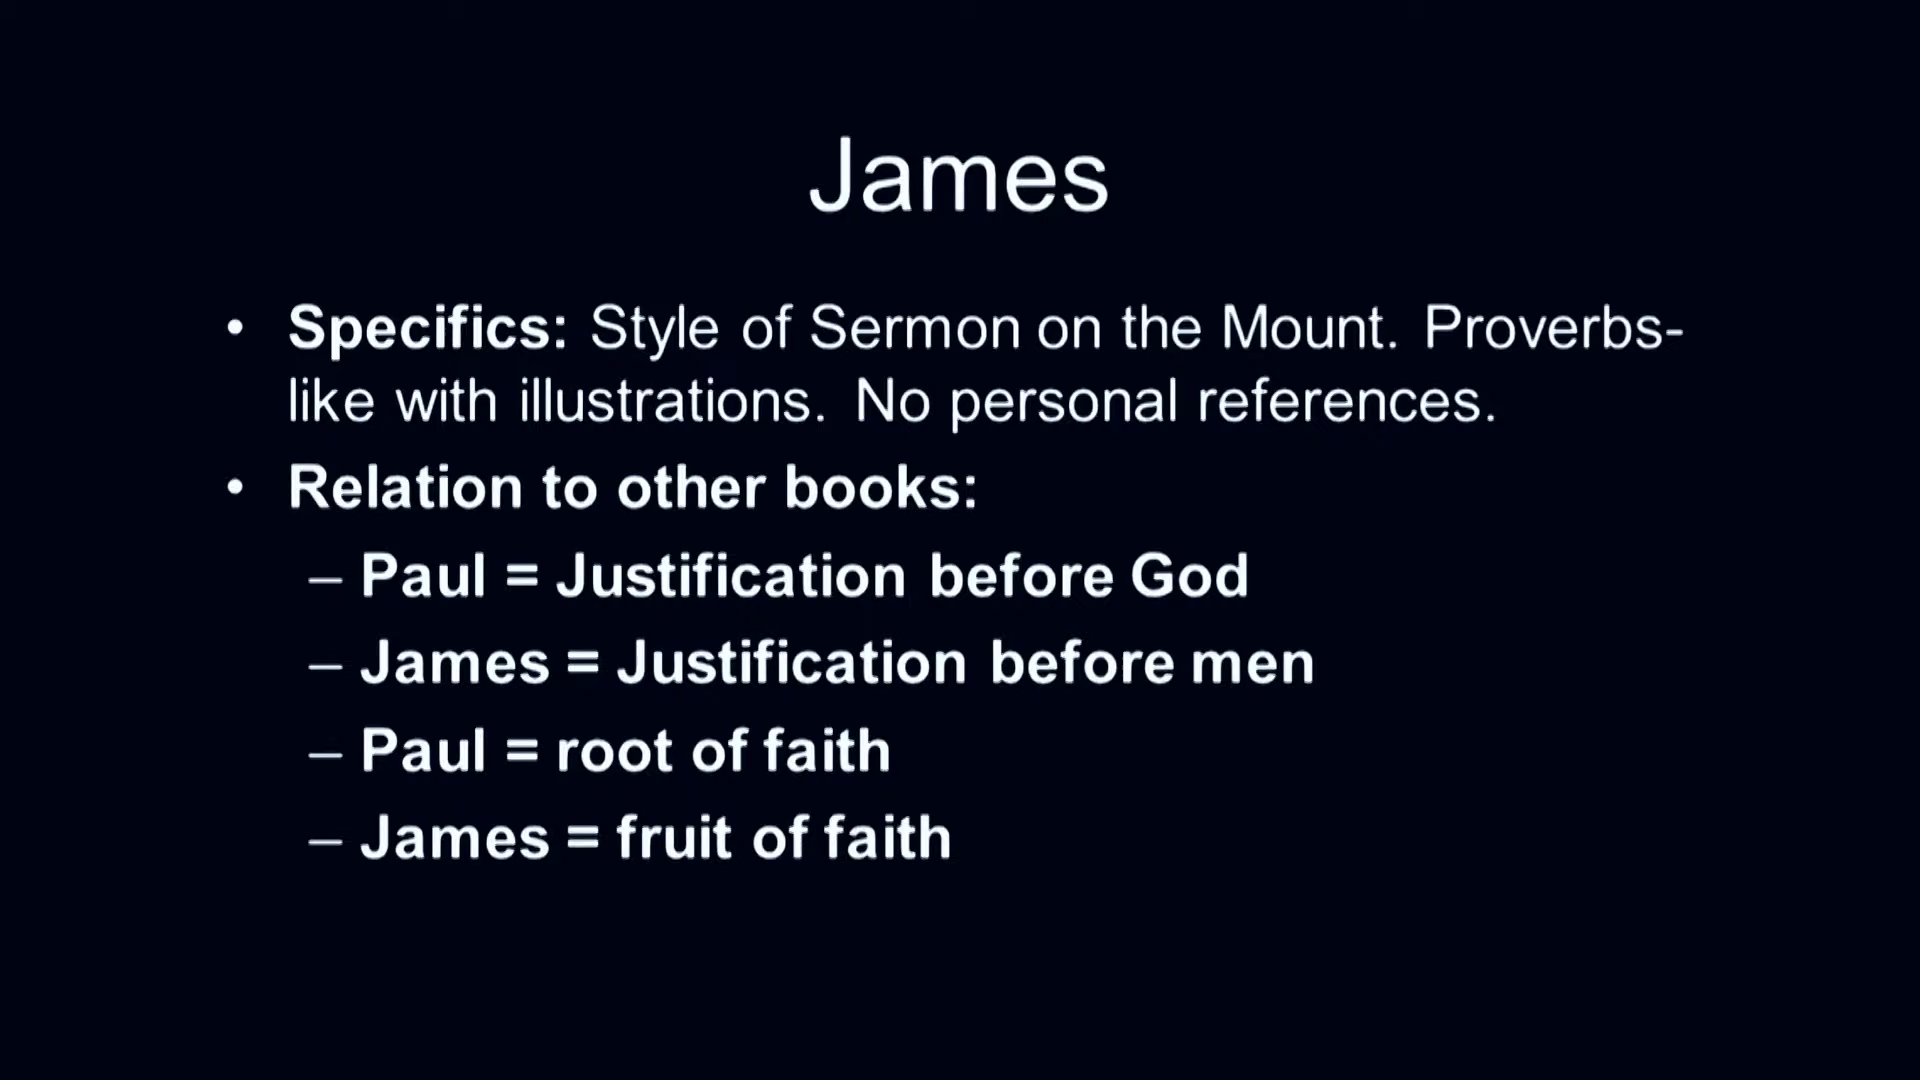 James
• Specifics: Style of Sermon on the Mount. Proverbs-
like with illustrations. No personal references.
• Relation to other books:
– Paul = Justification before God
– James = Justification before men
– Paul = root of faith
– James = fruit of faith